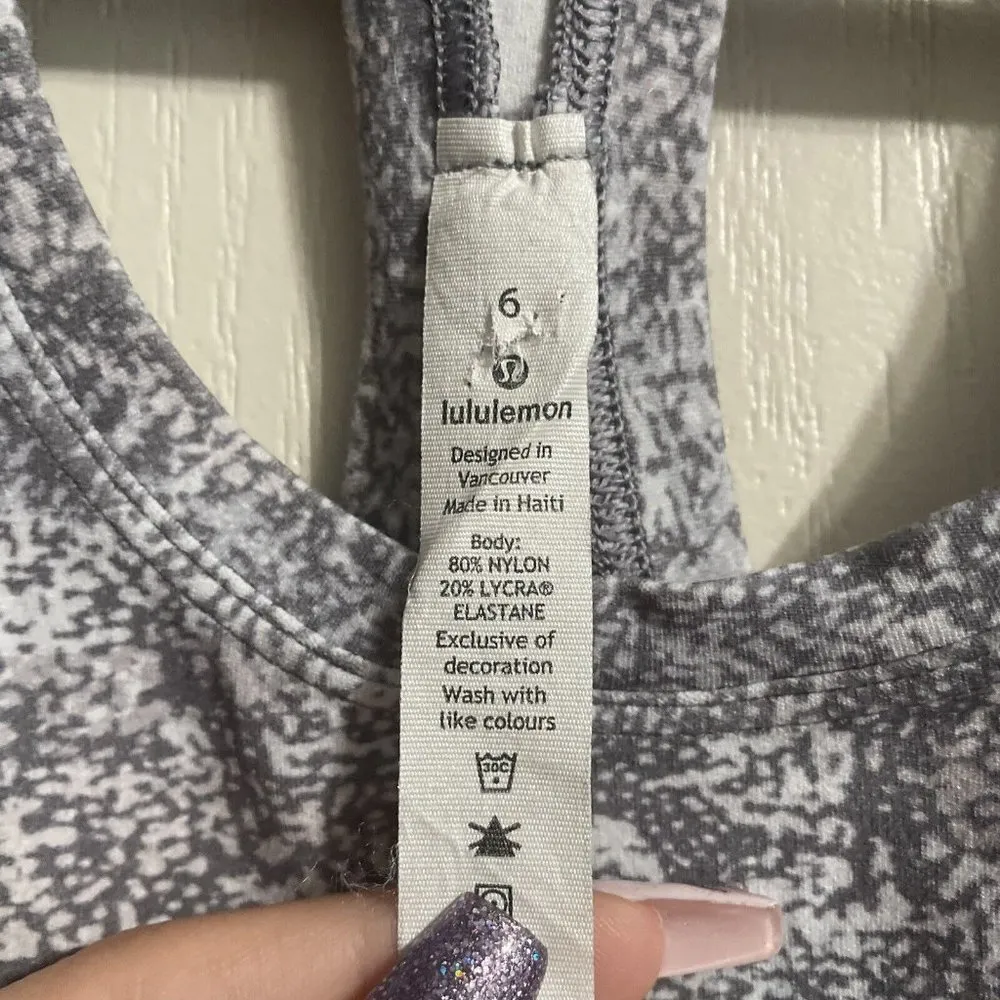 6
lululemon
Designed in
Vancouver
Made in Haiti
Body:
80% NYLON
20% LYCRA®
ELASTANE
Exclusive of
decoration
Wash with
like colours
30C